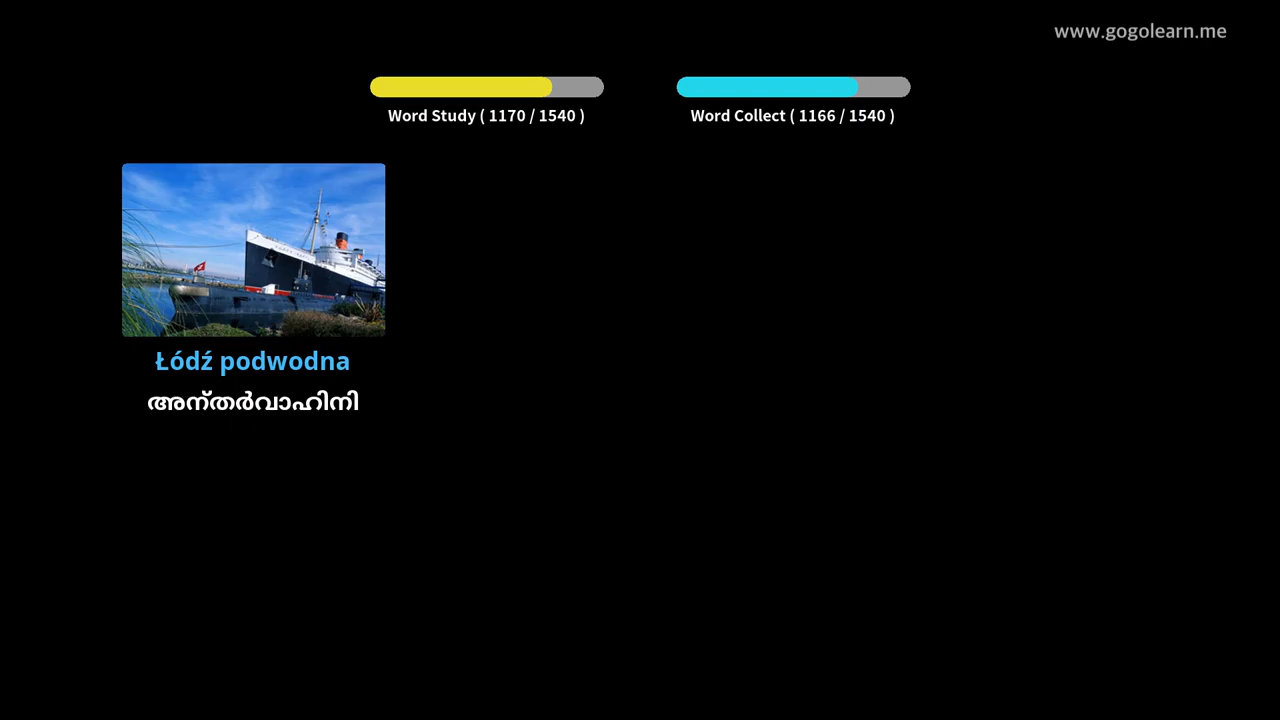 www.gogolearn.me
Word Study ( 1170 / 1540 )
Word Collect ( 1166 / 1540 )
Łódź podwodna
അന്തർവാഹിനി